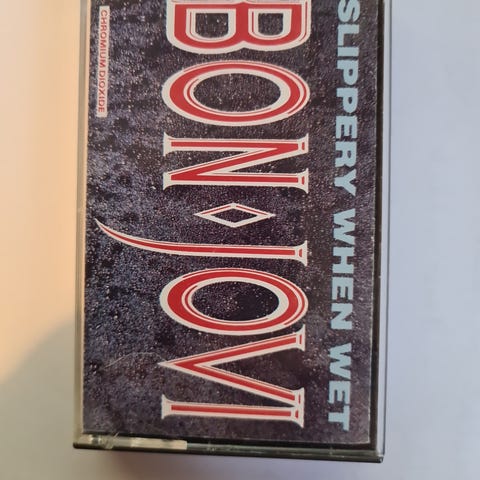 SLIPPERY WHEN WET
BON JOVI
CHROMIUM DIOXIDE